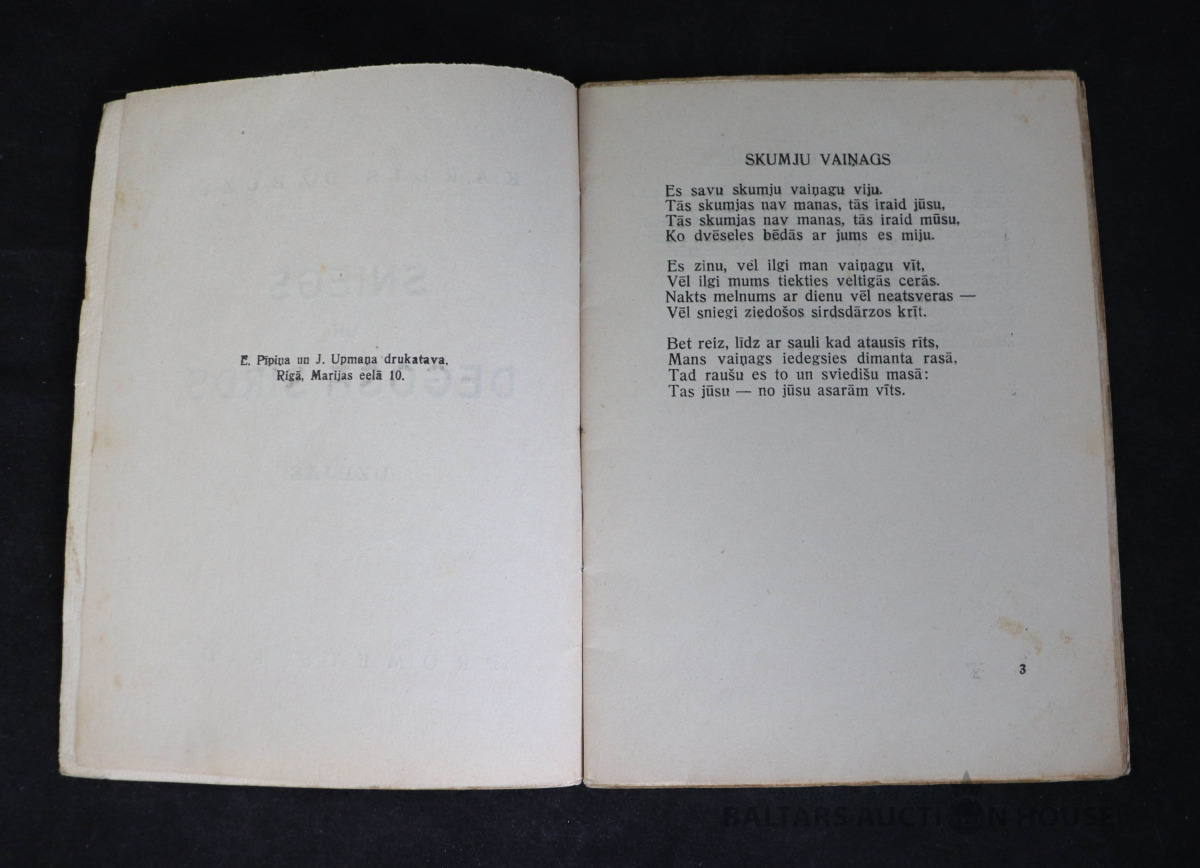 E. Pīpiņa un J. Upmaņa drukatava.
Rīgā, Marijas eelā 10.
SKUMJU VAIŅAGS
Es savu skumju vaiņagu viju.
Tās skumjas nav manas, tās iraid jūsu,
Tās skumjas nav manas, tās iraid mūsu,
Ko dvēseles bēdās ar jums es miju.
Es zinu, vēl ilgi man vaiņagu vīt,
Vēl ilgi mums tiekties veltīgās cerās.
Nakts melnums ar dienu vēl neatsveras —
Vēl sniegi ziedošos sirdsdārzos krīt.
Bet reiz, līdz ar sauli kad atausīs rīts,
Mans vaiņags iedegsies dimanta rasā,
Tad raušu es to un sviedišu masā:
Tas jūsu — no jūsu asarām vīts.
3
BALTARS AUCTION HOUSE